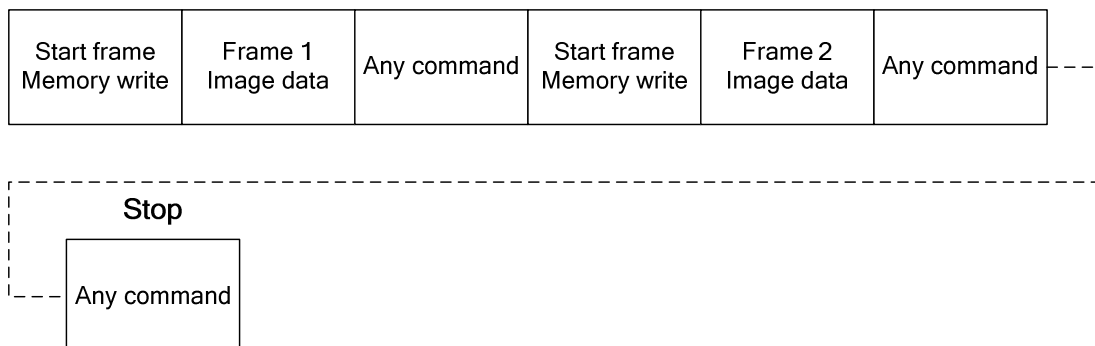 Start frame
Memory write
Frame 1
Image data
Any command
Start frame
Memory write
Frame 2
Image data
Any command
Stop
Any command